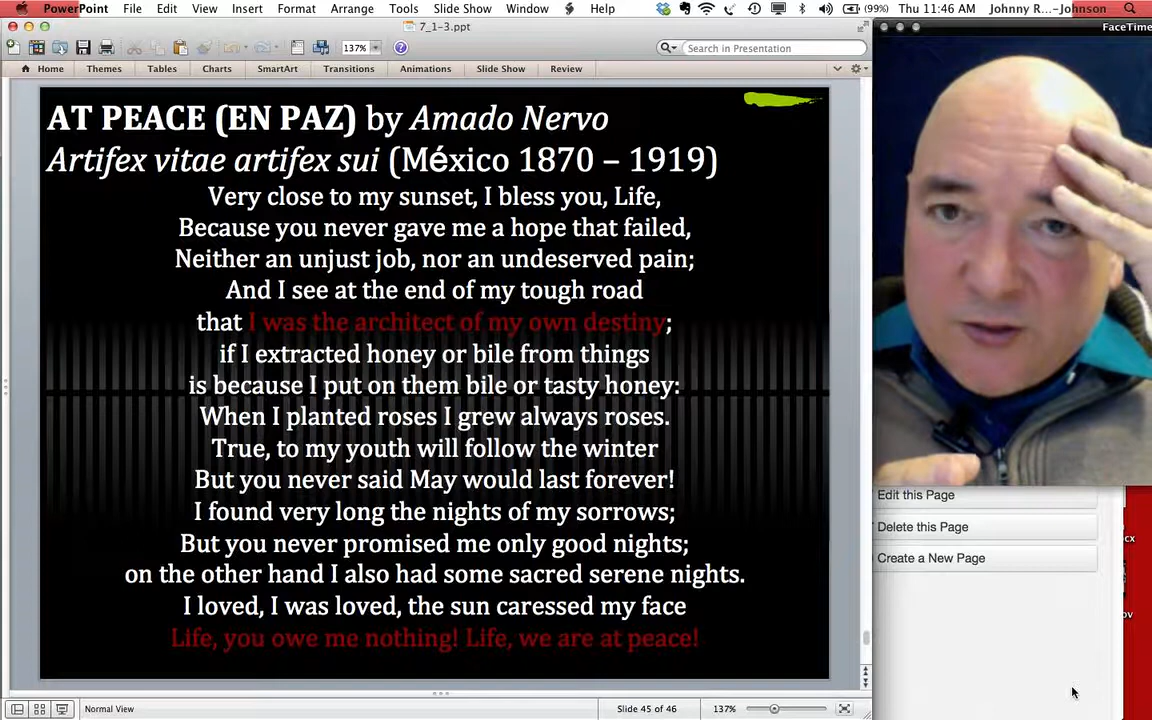 PowerPoint File Edit View Insert Format Arrange Tools Slide Show Window Help (99%) Thu 11:46 AM Johnny R...-Johnson
7_1-3.ppt
FaceTime
137% Search in Presentation
Home Themes Tables Charts SmartArt Transitions Animations Slide Show Review
AT PEACE (EN PAZ) by Amado Nervo
Artifex vitae artifex sui (México 1870 – 1919)
Very close to my sunset, I bless you, Life,
Because you never gave me a hope that failed,
Neither an unjust job, nor an undeserved pain;
And I see at the end of my tough road
that I was the architect of my own destiny;
if I extracted honey or bile from things
is because I put on them bile or tasty honey:
When I planted roses I grew always roses.
True, to my youth will follow the winter
But you never said May would last forever!
I found very long the nights of my sorrows;
But you never promised me only good nights;
on the other hand I also had some sacred serene nights.
I loved, I was loved, the sun caressed my face
Life, you owe me nothing! Life, we are at peace!
Edit this Page
Delete this Page
Create a New Page
ocx
ov
Normal View Slide 45 of 46 137%